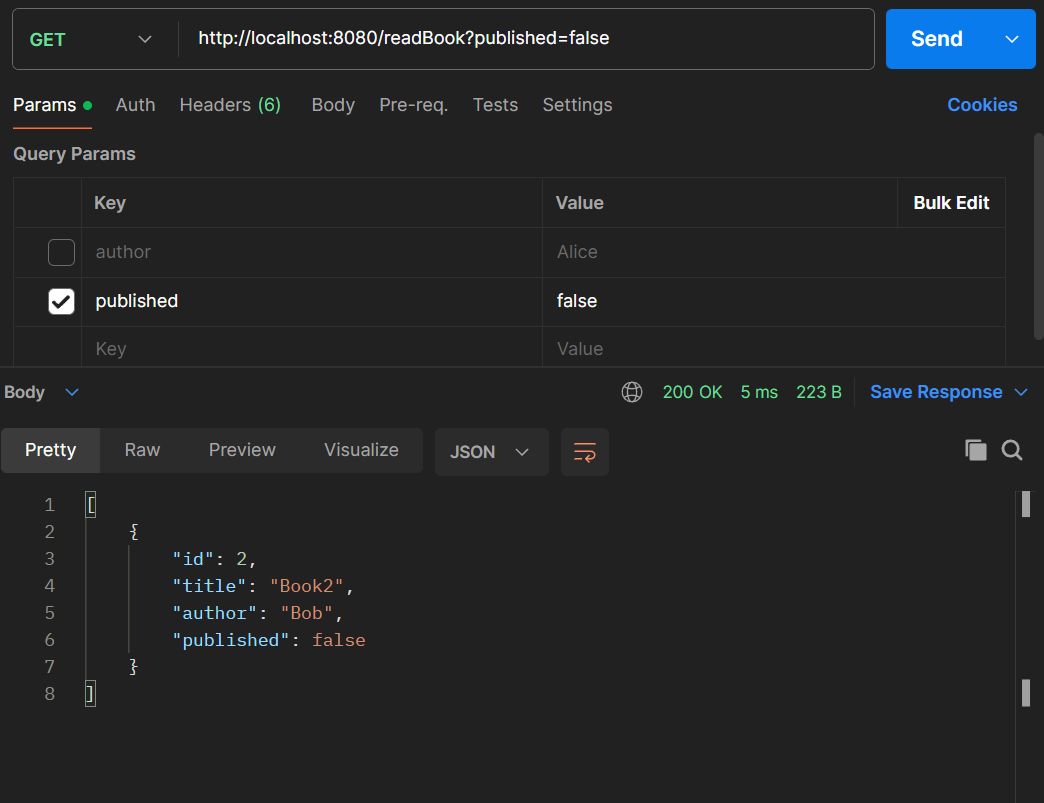 GET http://localhost:8080/readBook?published=false Send
Params Auth Headers (6) Body Pre-req. Tests Settings Cookies
Query Params
Key Value Bulk Edit
author Alice
published false
Key Value
Body 200 OK 5 ms 223 B Save Response
Pretty Raw Preview Visualize JSON
1 [
2 {
3 "id": 2,
4 "title": "Book2",
5 "author": "Bob",
6 "published": false
7 }
8 ]